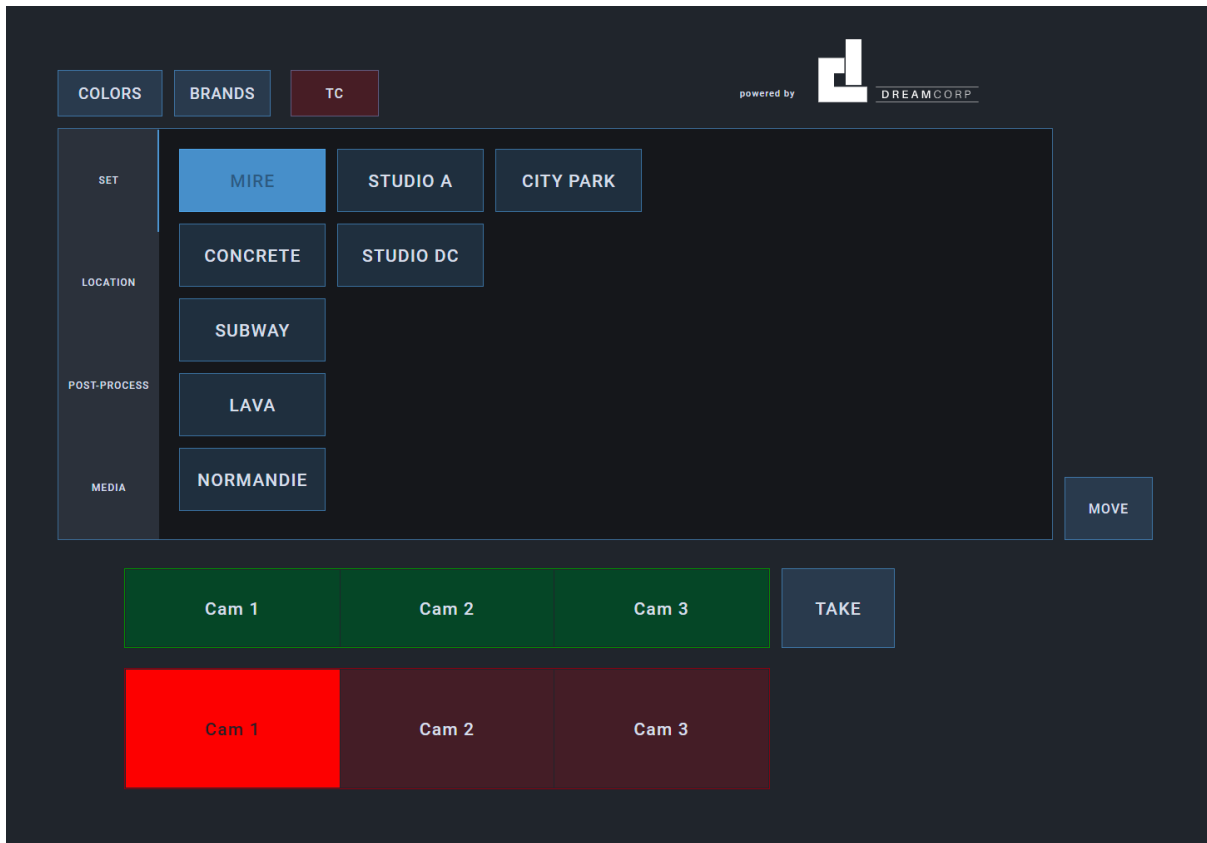 COLORS BRANDS TC
powered by DREAMCORP
SET
LOCATION
POST-PROCESS
MEDIA
MIRE STUDIO A CITY PARK
CONCRETE STUDIO DC
SUBWAY
LAVA
NORMANDIE
MOVE
Cam 1 Cam 2 Cam 3 TAKE
Cam 1 Cam 2 Cam 3